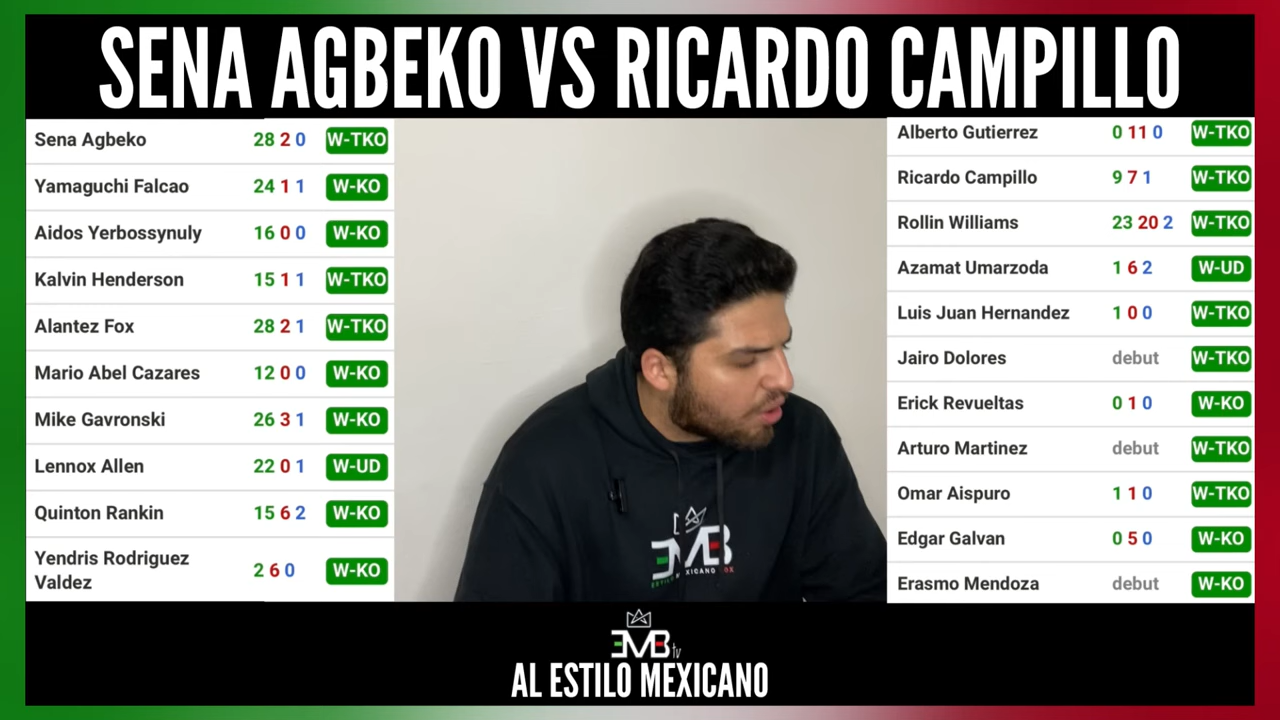 SENA AGBEKO VS RICARDO CAMPILLO
Sena Agbeko 28 2 0 W-TKO
Yamaguchi Falcao 24 1 1 W-KO
Aidos Yerbossynuly 16 0 0 W-KO
Kalvin Henderson 15 1 1 W-TKO
Alantez Fox 28 2 1 W-TKO
Mario Abel Cazares 12 0 0 W-KO
Mike Gavronski 26 3 1 W-KO
Lennox Allen 22 0 1 W-UD
Quinton Rankin 15 6 2 W-KO
Yendris Rodriguez
Valdez 2 6 0 W-KO
Alberto Gutierrez 0 11 0 W-TKO
Ricardo Campillo 9 7 1 W-TKO
Rollin Williams 23 20 2 W-TKO
Azamat Umarzoda 1 6 2 W-UD
Luis Juan Hernandez 1 0 0 W-TKO
Jairo Dolores debut W-TKO
Erick Revueltas 0 1 0 W-KO
Arturo Martinez debut W-TKO
Omar Aispuro 1 1 0 W-TKO
Edgar Galvan 0 5 0 W-KO
Erasmo Mendoza debut W-KO
EMB
EMB tv
AL ESTILO MEXICANO